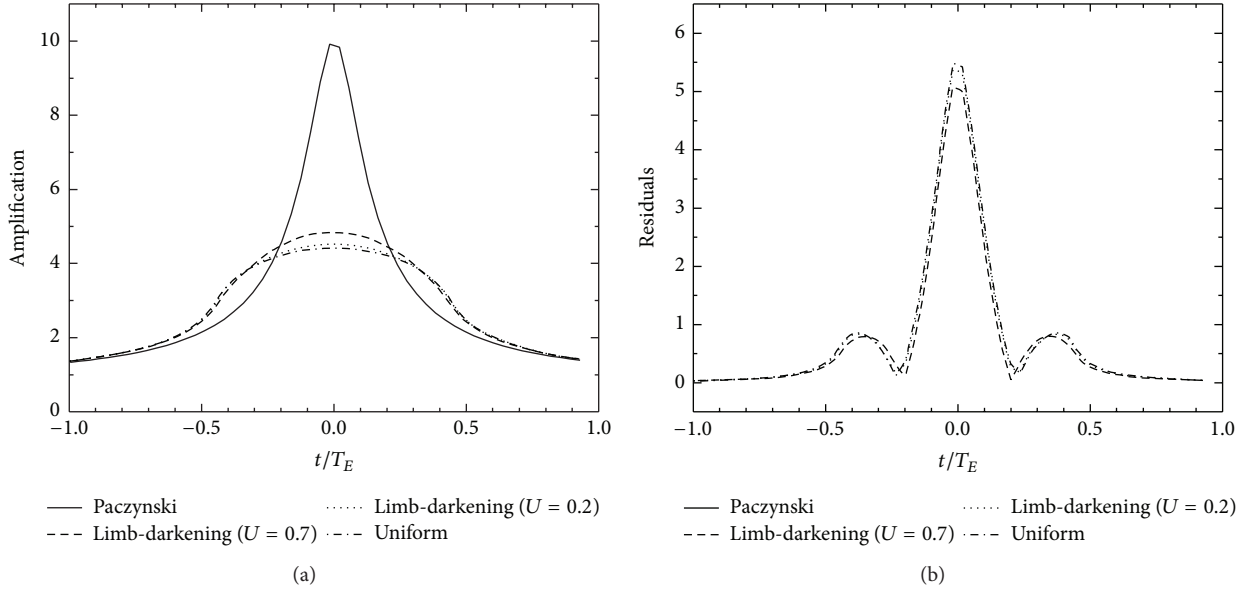 10
8
6
4
2
0
Amplification
−1.0 −0.5 0.0 0.5 1.0
t/T_E
Paczynski
Limb-darkening (U = 0.7)
Limb-darkening (U = 0.2)
Uniform
(a)
6
5
4
3
2
1
0
Residuals
−1.0 −0.5 0.0 0.5 1.0
t/T_E
Paczynski
Limb-darkening (U = 0.7)
Limb-darkening (U = 0.2)
Uniform
(b)